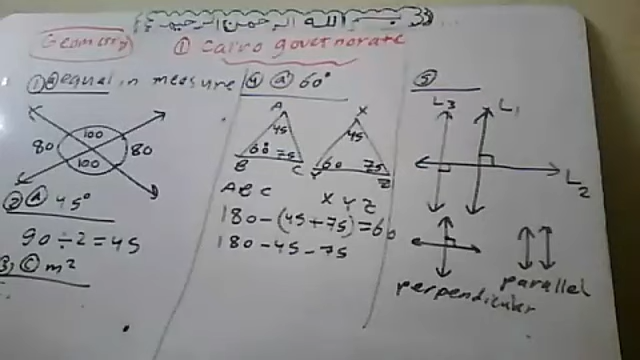 بسم الله الرحمن الرحيم
Geometry
① Cairo governorate
① ⓐ equal in measure
100
80
80
100
② ⓐ 45°
90 ÷ 2 = 45
3, ⓒ m²
④ ⓐ 60°
A
45
60
75
B
C
X
45
60
75
Y
Z
A B C
X Y Z
180 - (45 + 75) = 60
180 - 45 - 75
⑤
L3
L1
L2
perpendicular
parallel